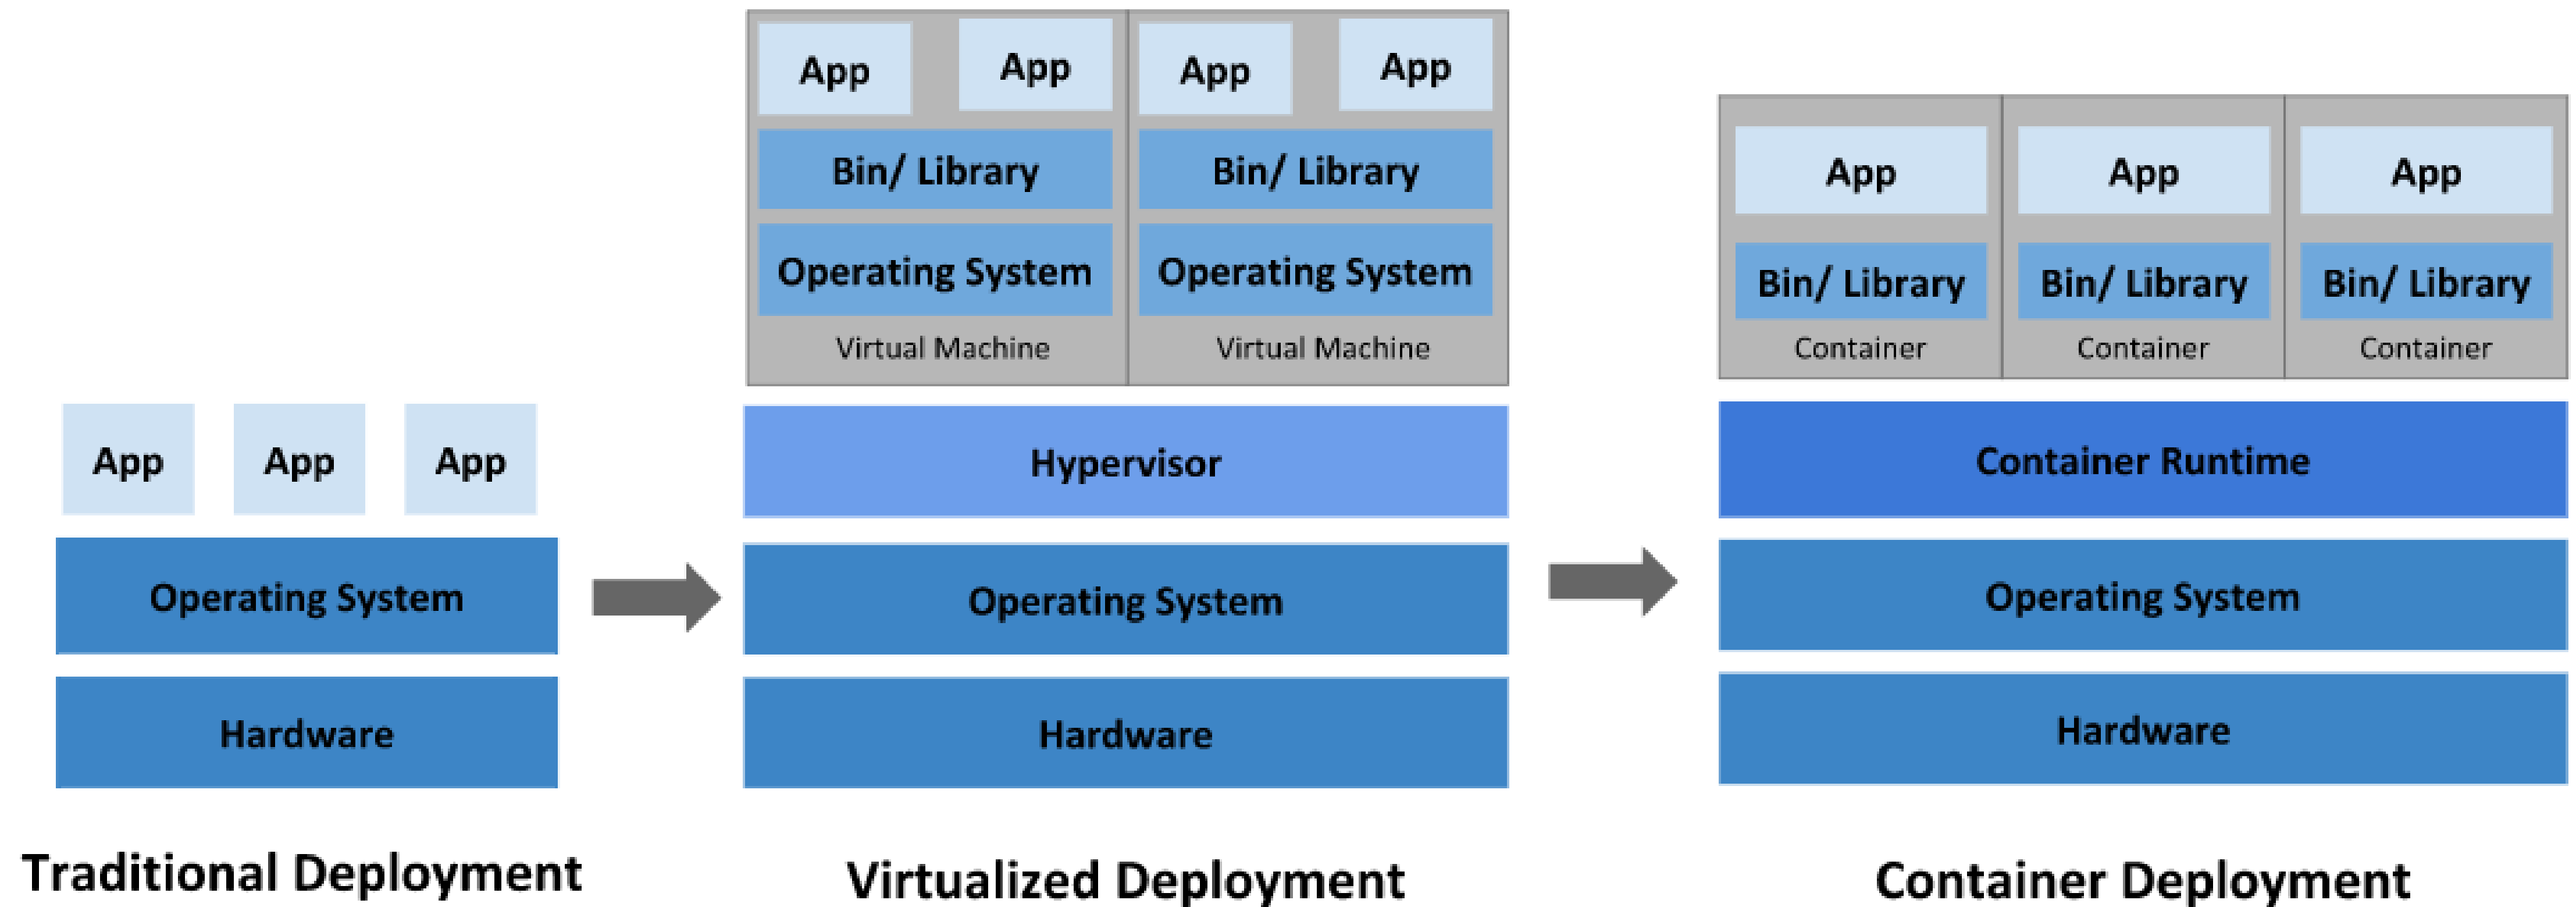 App
App
App
Operating System
Hardware
Traditional Deployment
App
App
App
App
Bin/ Library
Bin/ Library
Operating System
Operating System
Virtual Machine
Virtual Machine
Hypervisor
Operating System
Hardware
Virtualized Deployment
App
App
App
Bin/ Library
Bin/ Library
Bin/ Library
Container
Container
Container
Container Runtime
Operating System
Hardware
Container Deployment